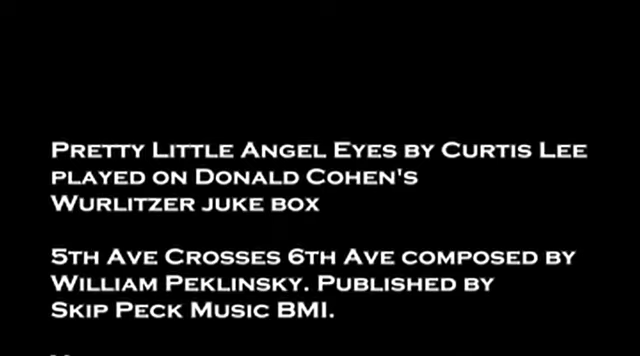 Pretty Little Angel Eyes by Curtis Lee
played on Donald Cohen's
Wurlitzer juke box
5th Ave Crosses 6th Ave composed by
William Peklinsky. Published by
Skip Peck Music BMI.